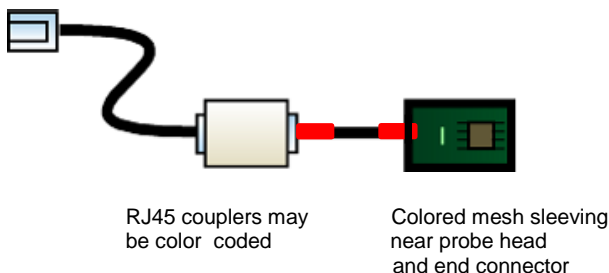 RJ45 couplers may
be color  coded
Colored mesh sleeving
near probe head
and end connector